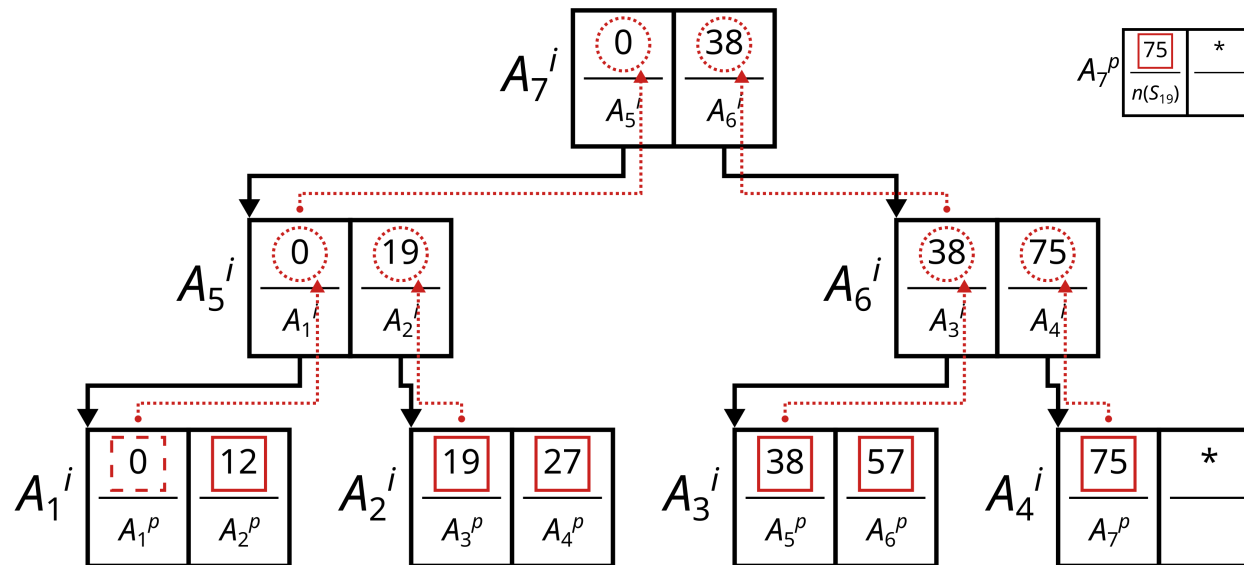 A₇ⁱ 0 38
A₅ⁱ A₆ⁱ
A₇ᵖ 75 *
n(S₁₉)
A₅ⁱ 0 19
A₁ⁱ A₂ⁱ
A₆ⁱ 38 75
A₃ⁱ A₄ⁱ
A₁ⁱ 0 12
A₁ᵖ A₂ᵖ
A₂ⁱ 19 27
A₃ᵖ A₄ᵖ
A₃ⁱ 38 57
A₅ᵖ A₆ᵖ
A₄ⁱ 75 *
A₇ᵖ